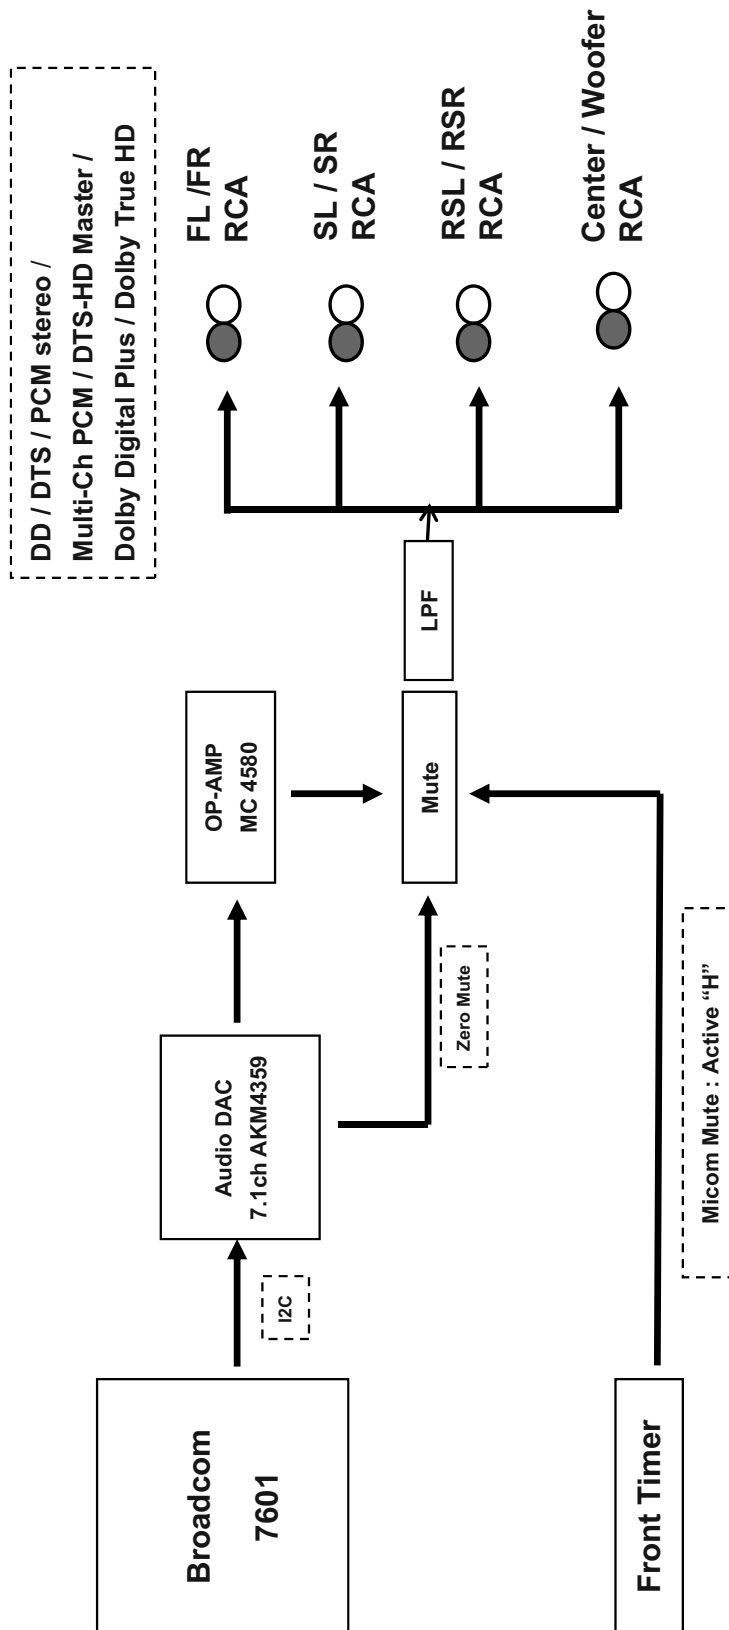 DD / DTS / PCM stereo /
Multi-Ch PCM / DTS-HD Master /
Dolby Digital Plus / Dolby True HD
FL /FR
RCA
SL / SR
RCA
RSL / RSR
RCA
Center / Woofer
RCA
LPF
OP-AMP
MC 4580
Mute
Audio DAC
7.1ch AKM4359
Zero Mute
I2C
Micom Mute : Active “H”
Broadcom
7601
Front Timer